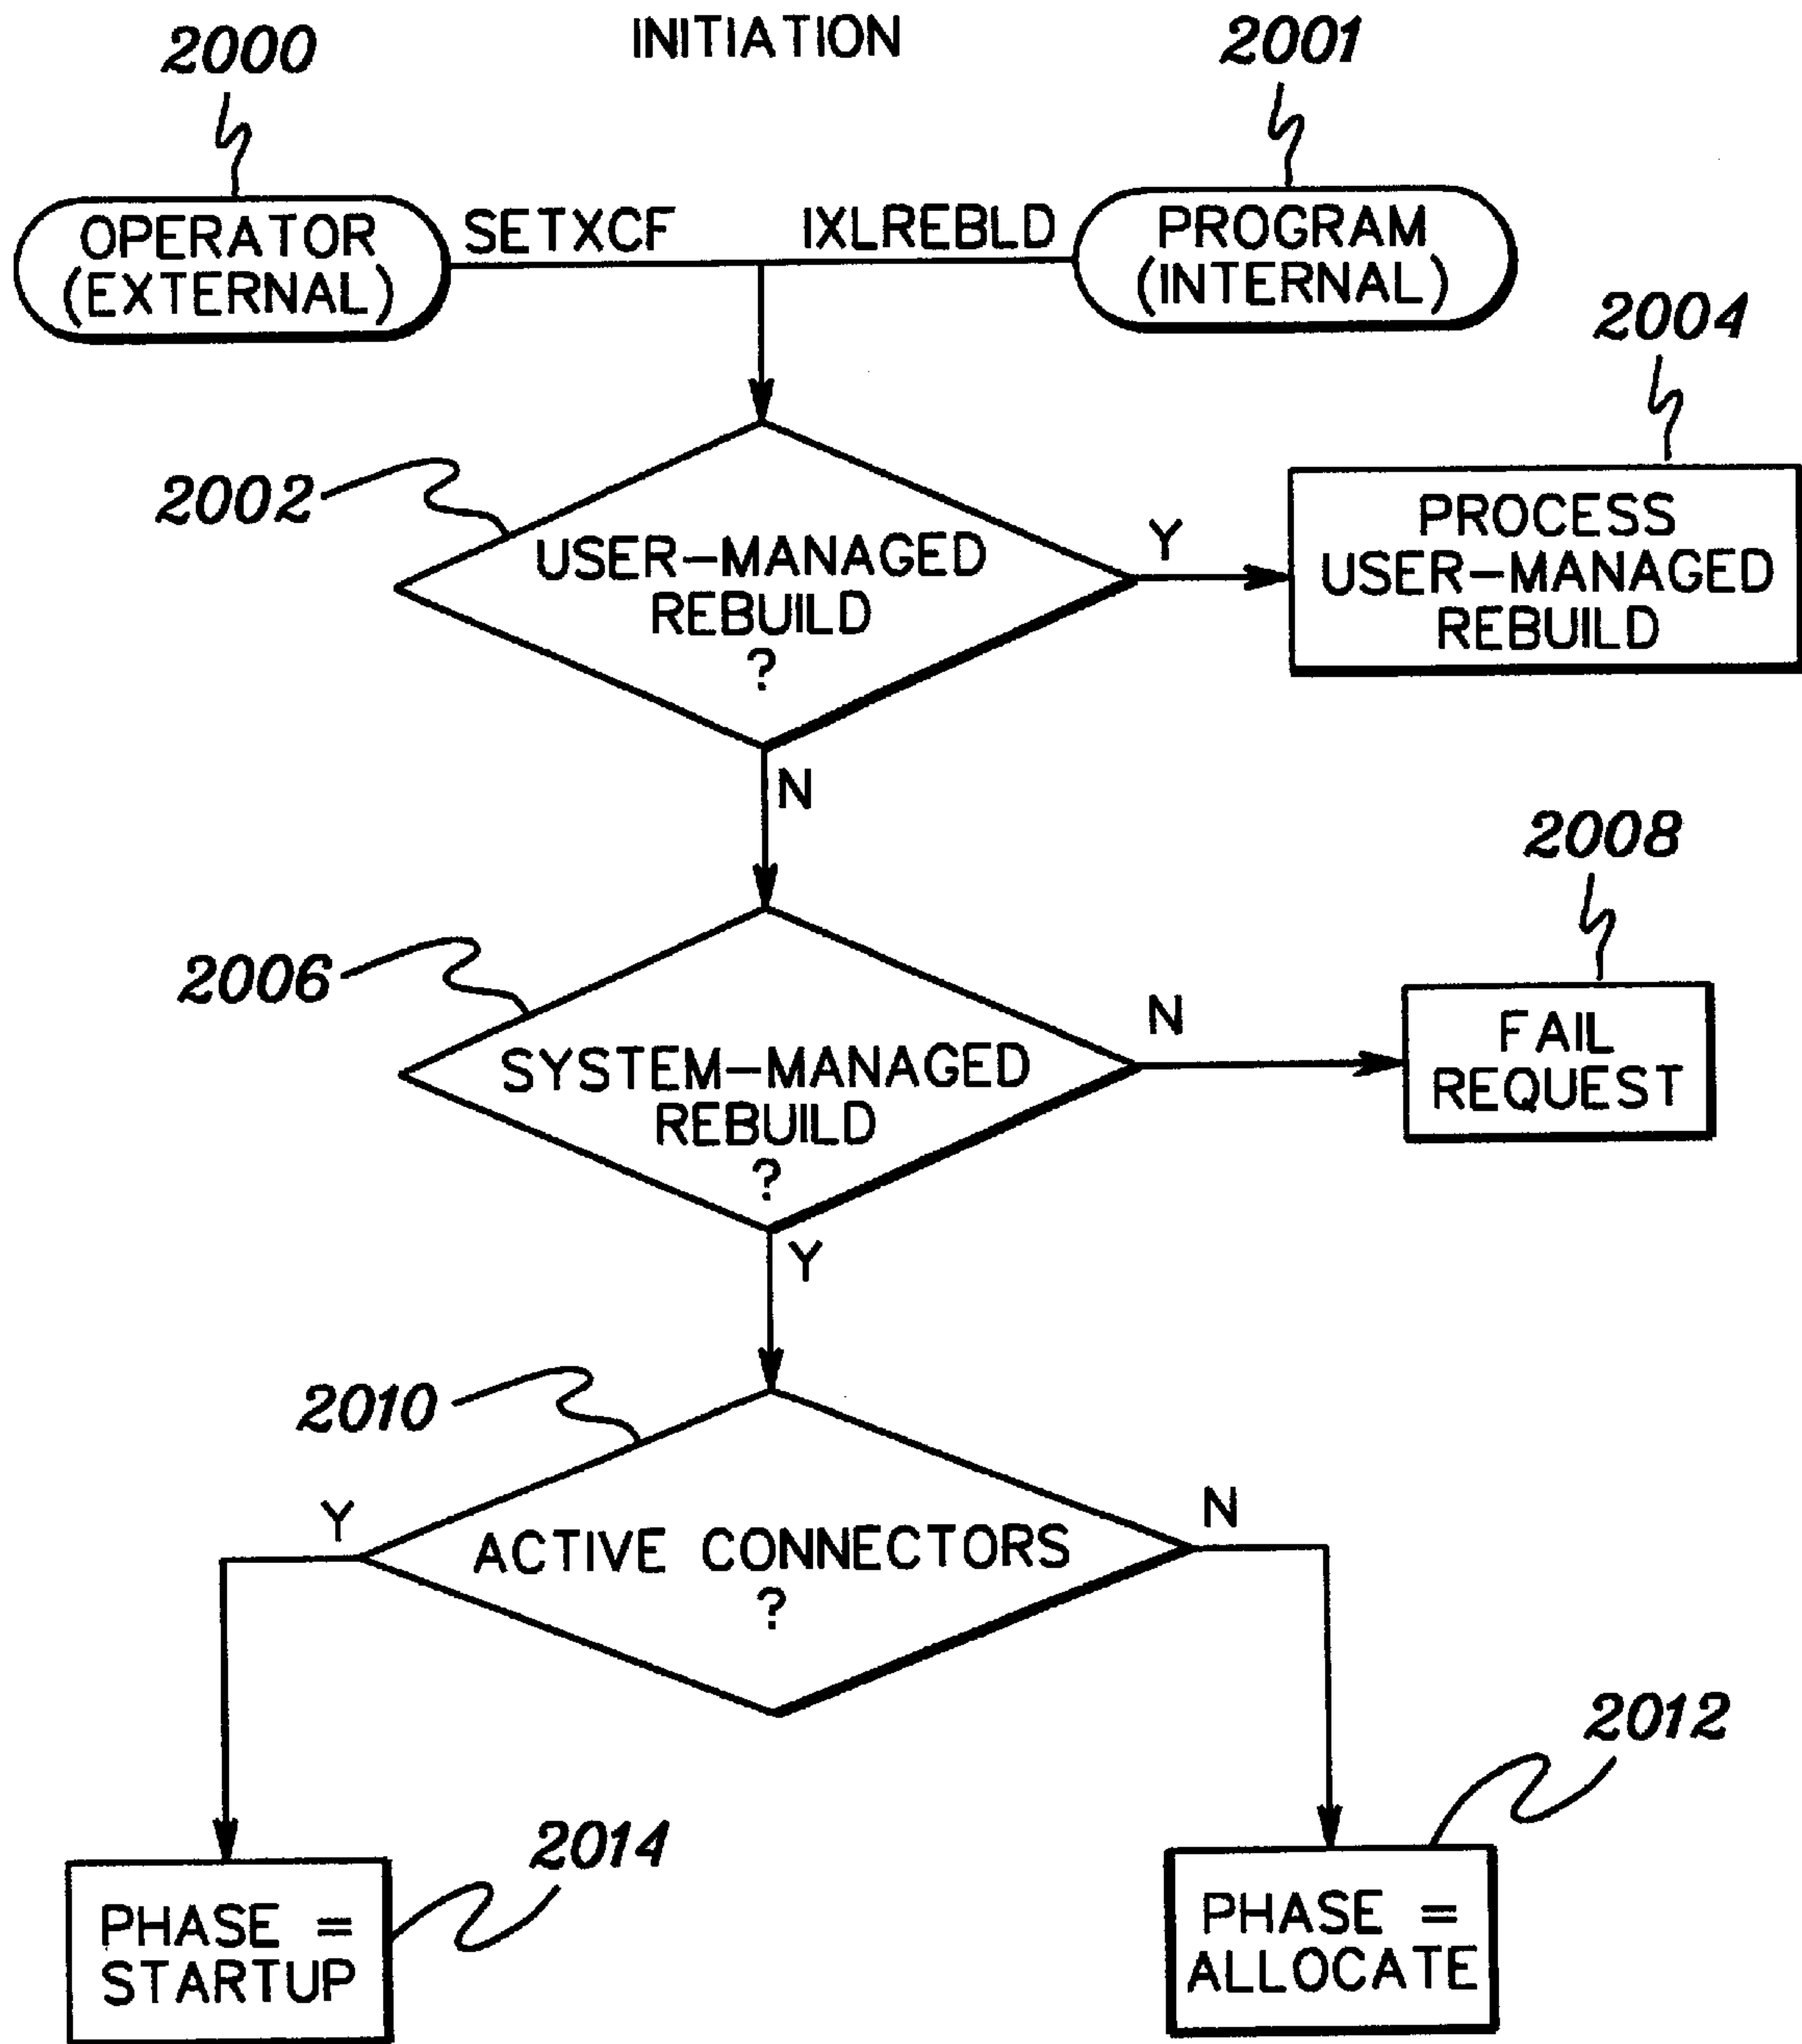 INITIATION
2000
2001
OPERATOR
(EXTERNAL)
SETXCF
IXLREBLD
PROGRAM
(INTERNAL)
2004
2002
USER-MANAGED
REBUILD
?
Y
PROCESS
USER-MANAGED
REBUILD
N
2008
2006
SYSTEM-MANAGED
REBUILD
?
N
FAIL
REQUEST
Y
2010
Y
ACTIVE CONNECTORS
?
N
2012
2014
PHASE =
STARTUP
PHASE =
ALLOCATE